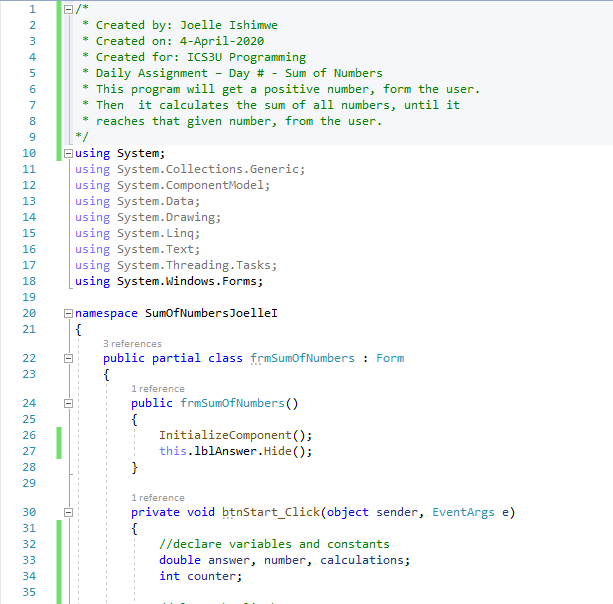 1 /*
2 * Created by: Joelle Ishimwe
3 * Created on: 4-April-2020
4 * Created for: ICS3U Programming
5 * Daily Assignment – Day # - Sum of Numbers
6 * This program will get a positive number, form the user.
7 * Then  it calculates the sum of all numbers, until it
8 * reaches that given number, from the user.
9 */
10 using System;
11 using System.Collections.Generic;
12 using System.ComponentModel;
13 using System.Data;
14 using System.Drawing;
15 using System.Linq;
16 using System.Text;
17 using System.Threading.Tasks;
18 using System.Windows.Forms;
19
20 namespace SumOfNumbersJoelleI
21 {
3 references
22 public partial class frmSumOfNumbers : Form
23 {
1 reference
24 public frmSumOfNumbers()
25 {
26 InitializeComponent();
27 this.lblAnswer.Hide();
28 }
29
1 reference
30 private void btnStart_Click(object sender, EventArgs e)
31 {
32 //declare variables and constants
33 double answer, number, calculations;
34 int counter;
35